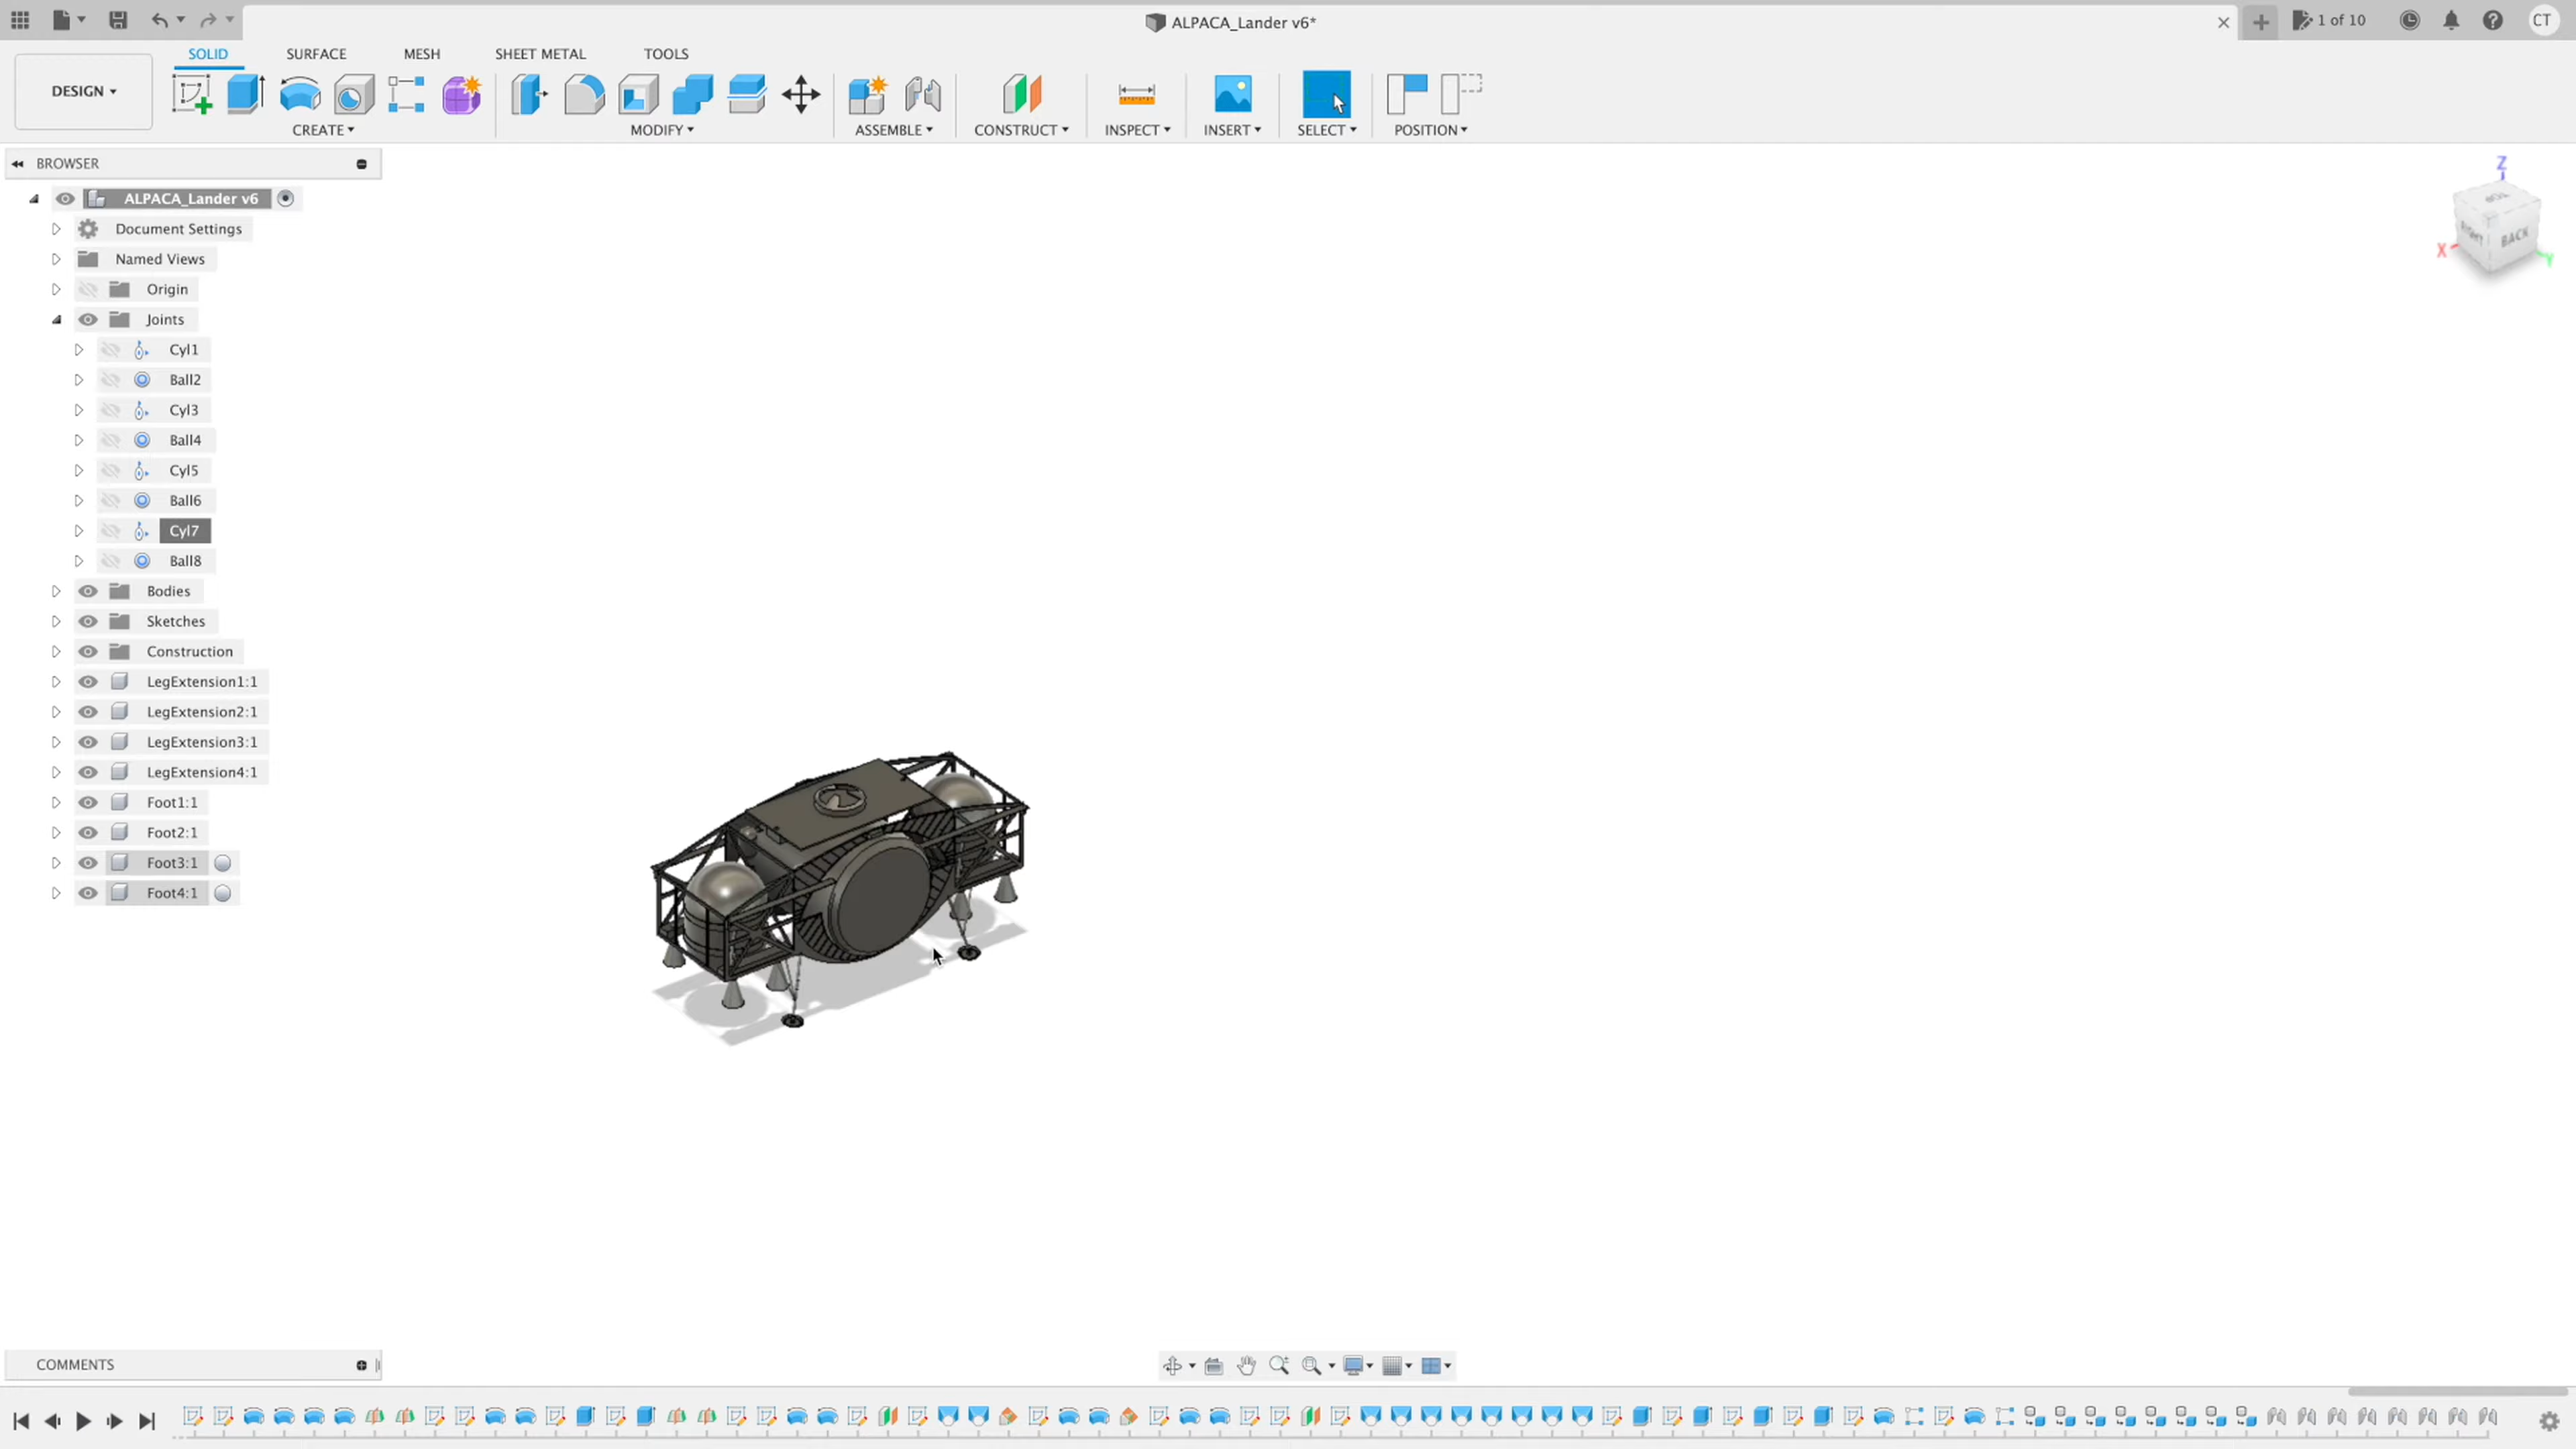 ALPACA_Lander v6*
1 of 10
CT
SOLID SURFACE MESH SHEET METAL TOOLS
DESIGN
CREATE MODIFY ASSEMBLE CONSTRUCT INSPECT INSERT SELECT POSITION
BROWSER
ALPACA_Lander v6
Document Settings
Named Views
Origin
Joints
Cyl1
Ball2
Cyl3
Ball4
Cyl5
Ball6
Cyl7
Ball8
Bodies
Sketches
Construction
LegExtension1:1
LegExtension2:1
LegExtension3:1
LegExtension4:1
Foot1:1
Foot2:1
Foot3:1
Foot4:1
Z
TOP
RIGHT BACK
X
Y
COMMENTS